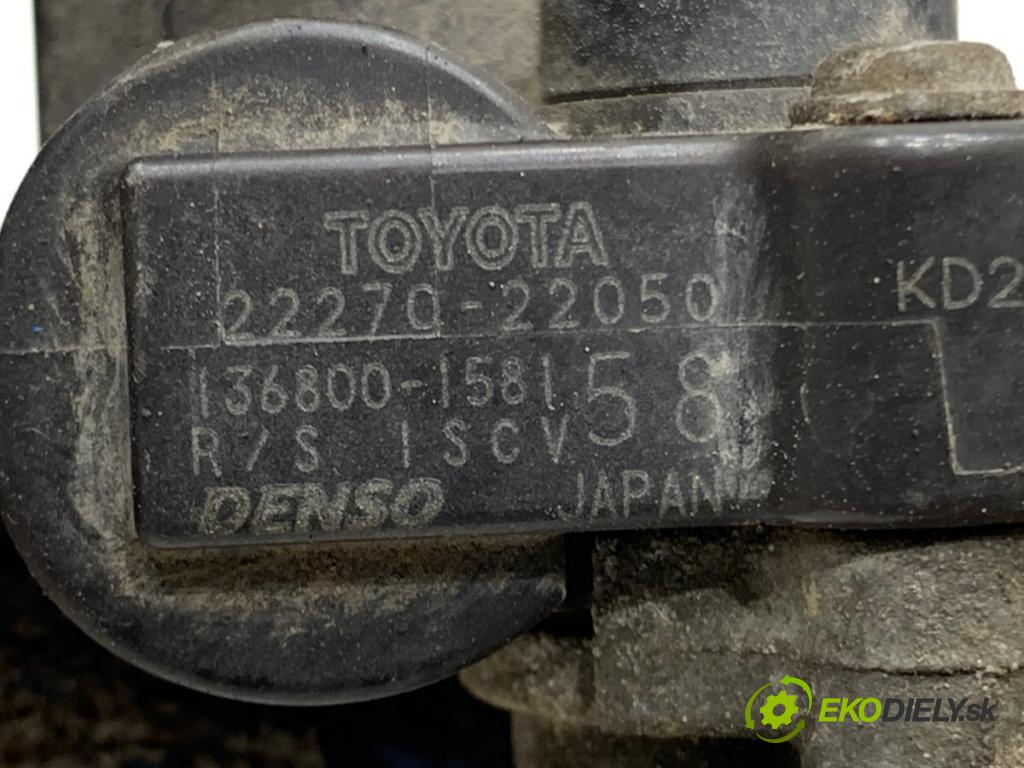 TOYOTA
22270-22050
KD2
136800-1581 58
R/S ISCV
DENSO JAPAN
EKODIELY.sk